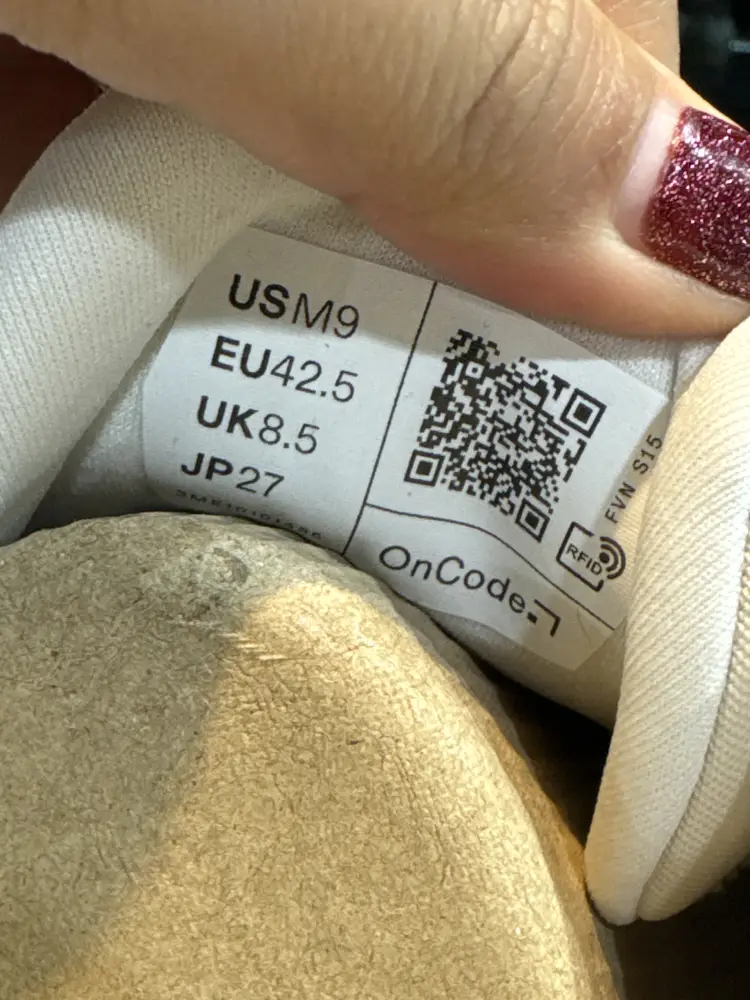 USM9
EU42.5
UK8.5
JP27
OnCode
RFID
FVN S15